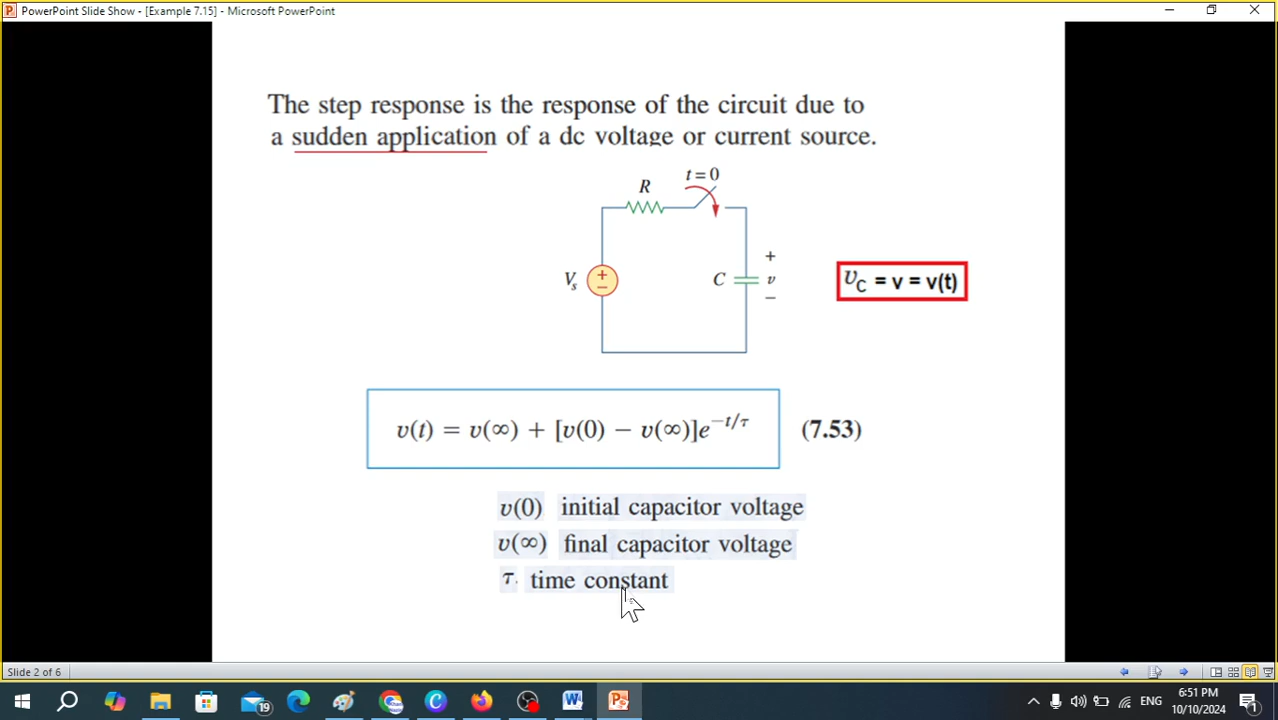 PowerPoint Slide Show - [Example 7.15] - Microsoft PowerPoint
The step response is the response of the circuit due to
a sudden application of a dc voltage or current source.
t = 0
R
+
Vs
+
−
C
v
−
υC = v = v(t)
v(t) = v(∞) + [v(0) − v(∞)]e^−t/τ (7.53)
v(0) initial capacitor voltage
v(∞) final capacitor voltage
τ. time constant
Slide 2 of 6
19
ENG
6:51 PM
10/10/2024
1